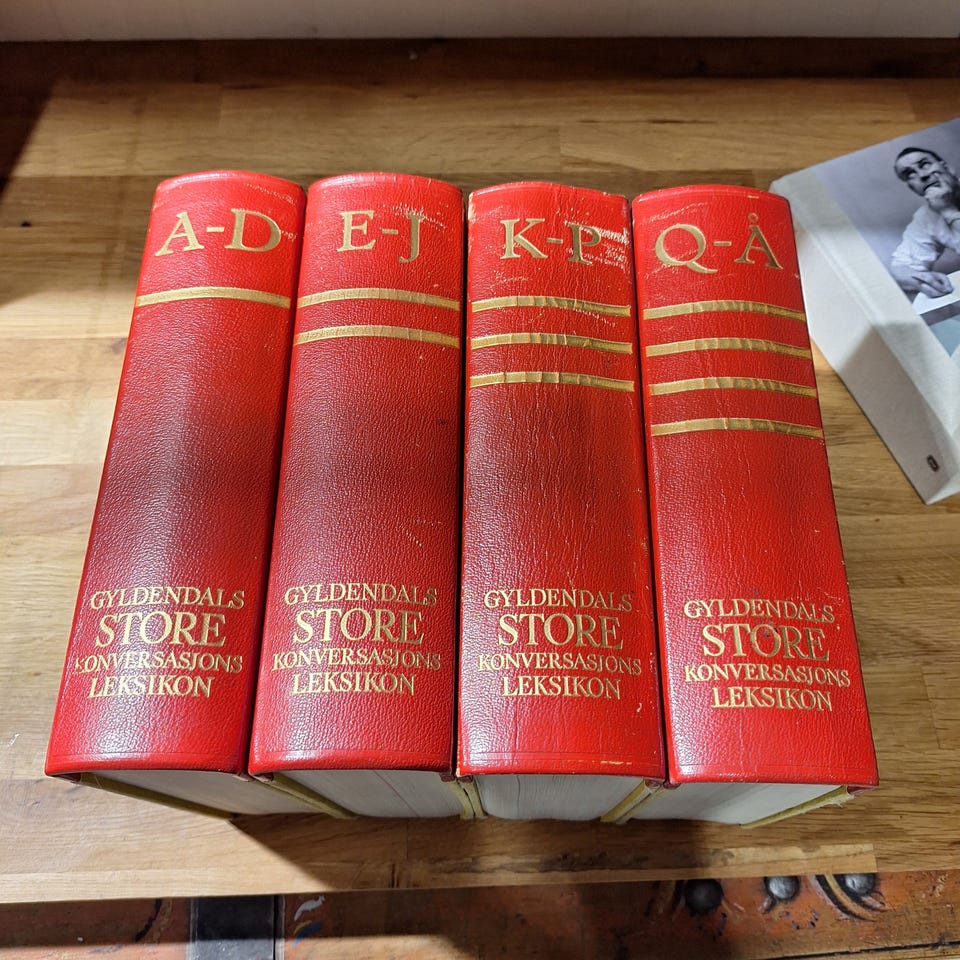 A-D
GYLDENDALS
STORE
KONVERSASJONS
LEKSIKON
E-J
GYLDENDALS
STORE
KONVERSASJONS
LEKSIKON
K-P
GYLDENDALS
STORE
KONVERSASJONS
LEKSIKON
Q-Å
GYLDENDALS
STORE
KONVERSASJONS
LEKSIKON